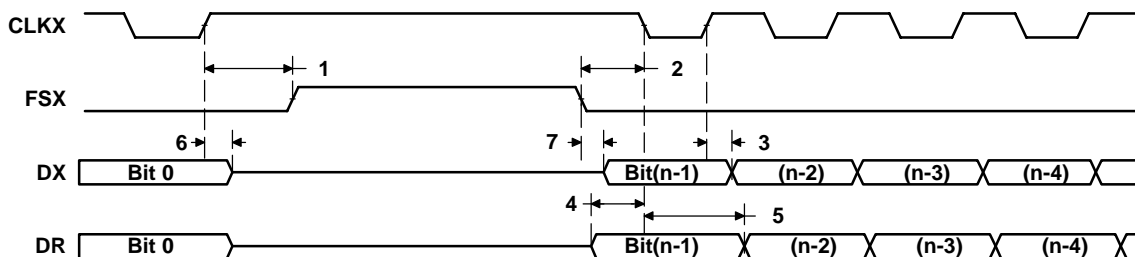 CLKX
1
2
FSX
6
7
3
DX
Bit 0
Bit(n-1)
(n-2)
(n-3)
(n-4)
4
5
DR
Bit 0
Bit(n-1)
(n-2)
(n-3)
(n-4)